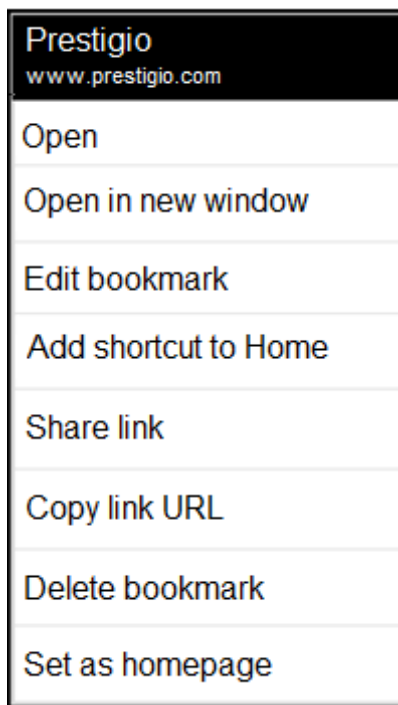 Prestigio
www.prestigio.com
Open
Open in new window
Edit bookmark
Add shortcut to Home
Share link
Copy link URL
Delete bookmark
Set as homepage